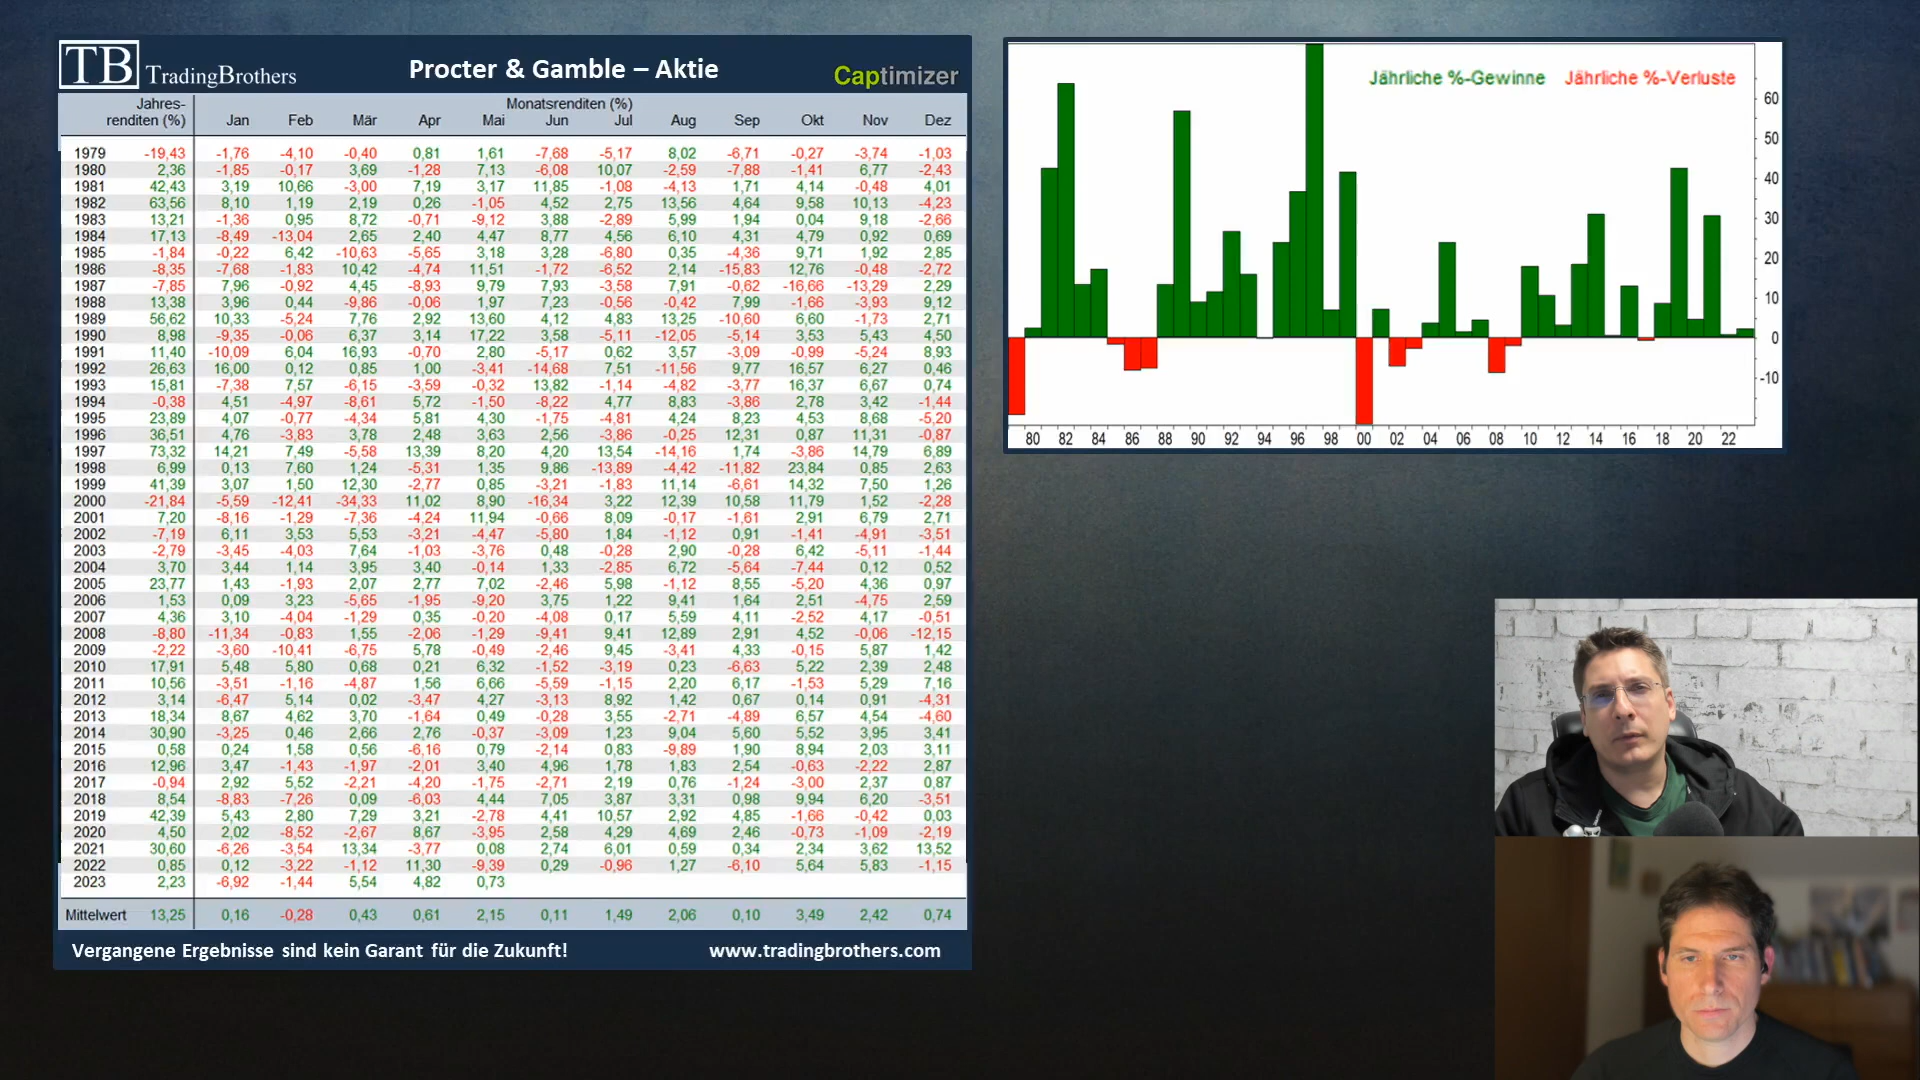 TB TradingBrothers
Procter & Gamble – Aktie
Captimizer
Jahres- Monatsrenditen (%)
renditen (%) Jan Feb Mär Apr Mai Jun Jul Aug Sep Okt Nov Dez
1979 -19,43 -1,76 -4,10 -0,40 0,81 1,61 -7,68 -5,17 8,02 -6,71 -0,27 -3,74 -1,03
1980 2,36 -1,85 -0,17 3,69 -1,28 7,13 -6,08 10,07 -2,59 -7,88 -1,41 6,77 -2,43
1981 42,43 3,19 10,66 -3,00 7,19 3,17 11,85 -1,08 -4,13 1,71 4,14 -0,48 4,01
1982 63,56 8,10 1,19 2,19 0,26 -1,05 4,52 2,75 13,56 4,64 9,58 10,13 -4,23
1983 13,21 -1,36 0,95 8,72 -0,71 -9,12 3,88 -2,89 5,99 1,94 0,04 9,18 -2,66
1984 17,13 -8,49 -13,04 2,65 2,40 4,47 8,77 4,56 6,10 4,31 4,79 0,92 0,69
1985 -1,84 -0,22 6,42 -10,63 -5,65 3,18 3,28 -6,80 0,35 -4,36 9,71 1,92 2,85
1986 -8,35 -7,68 -1,83 10,42 -4,74 11,51 -1,72 -6,52 2,14 -15,83 12,76 -0,48 -2,72
1987 -7,85 7,96 -0,92 4,45 -8,93 9,79 7,93 -3,58 7,91 -0,62 -16,66 -13,29 2,29
1988 13,38 3,96 0,44 -9,86 -0,06 1,97 7,23 -0,56 -0,42 7,99 -1,66 -3,93 9,12
1989 56,62 10,33 -5,24 7,76 2,92 13,60 4,12 4,83 13,25 -10,60 6,60 -1,73 2,71
1990 8,98 -9,35 -0,06 6,37 3,14 17,22 3,58 -5,11 -12,05 -5,14 3,53 5,43 4,50
1991 11,40 -10,09 6,04 16,93 -0,70 2,80 -5,17 0,62 3,57 -3,09 -0,99 -5,24 8,93
1992 26,63 16,00 0,12 0,85 1,00 -3,41 -14,68 7,51 -11,56 9,77 16,57 6,27 0,46
1993 15,81 -7,38 7,57 -6,15 -3,59 -0,32 13,82 -1,14 -4,82 -3,77 16,37 6,67 0,74
1994 -0,38 4,51 -4,97 -8,61 5,72 -1,50 -8,22 4,77 8,83 -3,86 2,78 3,42 -1,44
1995 23,89 4,07 -0,77 -4,34 5,81 4,30 -1,75 -4,81 4,24 8,23 4,53 8,68 -5,20
1996 36,51 4,76 -3,83 3,78 2,48 3,63 2,56 -3,86 -0,25 12,31 0,87 11,31 -0,87
1997 73,32 14,21 7,49 -5,58 13,39 8,20 4,20 13,54 -14,16 1,74 -3,86 14,79 6,89
1998 6,99 0,13 7,60 1,24 -5,31 1,35 9,86 -13,89 -4,42 -11,82 23,84 0,85 2,63
1999 41,39 3,07 1,50 12,30 -2,77 0,85 -3,21 -1,83 11,14 -6,61 14,32 7,50 1,26
2000 -21,84 -5,59 -12,41 -34,33 11,02 8,90 -16,34 3,22 12,39 10,58 11,79 1,52 -2,28
2001 7,20 -8,16 -1,29 -7,36 -4,24 11,94 -0,66 8,09 -0,17 -1,61 2,91 6,79 2,71
2002 -7,19 6,11 3,53 5,53 -3,21 -4,47 -5,80 1,84 -1,12 0,91 -1,41 -4,91 -3,51
2003 -2,79 -3,45 -4,03 7,64 -1,03 -3,76 0,48 -0,28 2,90 -0,28 6,42 -5,11 -1,44
2004 3,70 3,44 1,14 3,95 3,40 -0,14 1,33 -2,85 6,72 -5,64 -7,44 0,12 0,52
2005 23,77 1,43 -1,93 2,07 2,77 7,02 -2,46 5,98 -1,12 8,55 -5,20 4,36 0,97
2006 1,53 0,09 3,23 -5,65 -1,95 -9,20 3,75 1,22 9,41 1,64 2,51 -4,75 2,59
2007 4,36 3,10 -4,04 -1,29 0,35 -0,20 -4,08 0,17 5,59 4,11 -2,52 4,17 -0,51
2008 -8,80 -11,34 -0,83 1,55 -2,06 -1,29 -9,41 9,41 12,89 2,91 4,52 -0,06 -12,15
2009 -2,22 -3,60 -10,41 -6,75 5,78 -0,49 -2,46 9,45 -3,41 4,33 -0,15 5,87 1,42
2010 17,91 5,48 5,80 0,68 0,21 6,32 -1,52 -3,19 0,23 -6,63 5,22 2,39 2,48
2011 10,56 -3,51 -1,16 -4,87 1,56 6,66 -5,59 -1,15 2,20 6,17 -1,53 5,29 7,16
2012 3,14 -6,47 5,14 0,02 -3,47 4,27 -3,13 8,92 1,42 0,67 0,14 0,91 -4,31
2013 18,34 8,67 4,62 3,70 -1,64 0,49 -0,28 3,55 -2,71 -4,89 6,57 4,54 -4,60
2014 30,90 -3,25 0,46 2,66 2,76 -0,37 -3,09 1,23 9,04 5,60 5,52 3,95 3,41
2015 0,58 0,24 1,58 0,56 -6,16 0,79 -2,14 0,83 -9,89 1,90 8,94 2,03 3,11
2016 12,96 3,47 -1,43 -1,97 -2,01 3,40 4,96 1,78 1,83 2,54 -0,63 -2,22 2,87
2017 -0,94 2,92 5,52 -2,21 -4,20 -1,75 -2,71 2,19 0,76 -1,24 -3,00 2,37 0,87
2018 8,54 -8,83 -7,26 0,09 -6,03 4,44 7,05 3,87 3,31 0,98 9,94 6,20 -3,51
2019 42,39 5,43 2,80 7,29 3,21 -2,78 4,41 10,57 2,92 4,85 -1,66 -0,42 0,03
2020 4,50 2,02 -8,52 -2,67 8,67 -3,95 2,58 4,29 4,69 2,46 -0,73 -1,09 -2,19
2021 30,60 -6,26 -3,54 13,34 -3,77 0,08 2,74 6,01 0,59 0,34 2,34 3,62 13,52
2022 0,85 0,12 -3,22 -1,12 11,30 -9,39 0,29 -0,96 1,27 -6,10 5,64 5,83 -1,15
2023 2,23 -6,92 -1,44 5,54 4,82 0,73
Mittelwert 13,25 0,16 -0,28 0,43 0,61 2,15 0,11 1,49 2,06 0,10 3,49 2,42 0,74
Vergangene Ergebnisse sind kein Garant für die Zukunft! www.tradingbrothers.com
Jährliche %-Gewinne Jährliche %-Verluste
60
50
40
30
20
10
0
-10
80 82 84 86 88 90 92 94 96 98 00 02 04 06 08 10 12 14 16 18 20 22